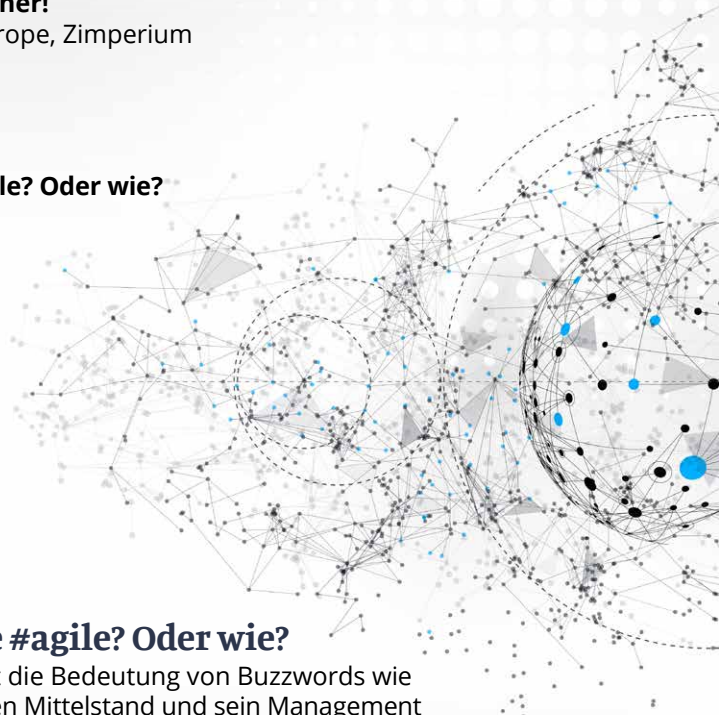 ner!
rope, Zimperium
le? Oder wie?
e #agile? Oder wie?
t die Bedeutung von Buzzwords wie
en Mittelstand und sein Management